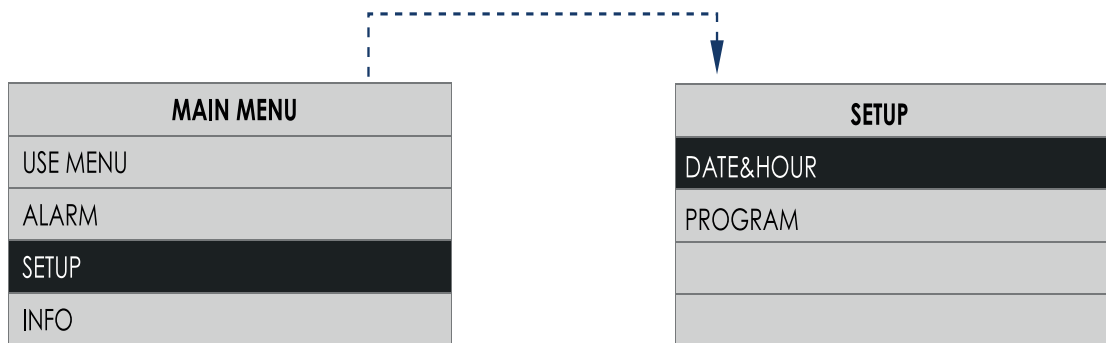 MAIN MENU
USE MENU
ALARM
SETUP
INFO
SETUP
DATE&HOUR
PROGRAM